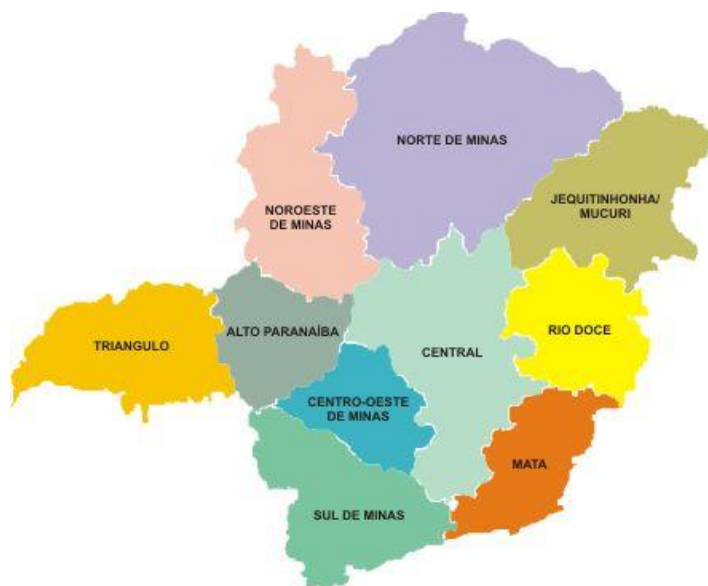 NORTE DE MINAS
JEQUITINHONHA/
MUCURI
NOROESTE
DE MINAS
RIO DOCE
ALTO PARANAÍBA
TRIANGULO
CENTRAL
CENTRO-OESTE
DE MINAS
MATA
SUL DE MINAS